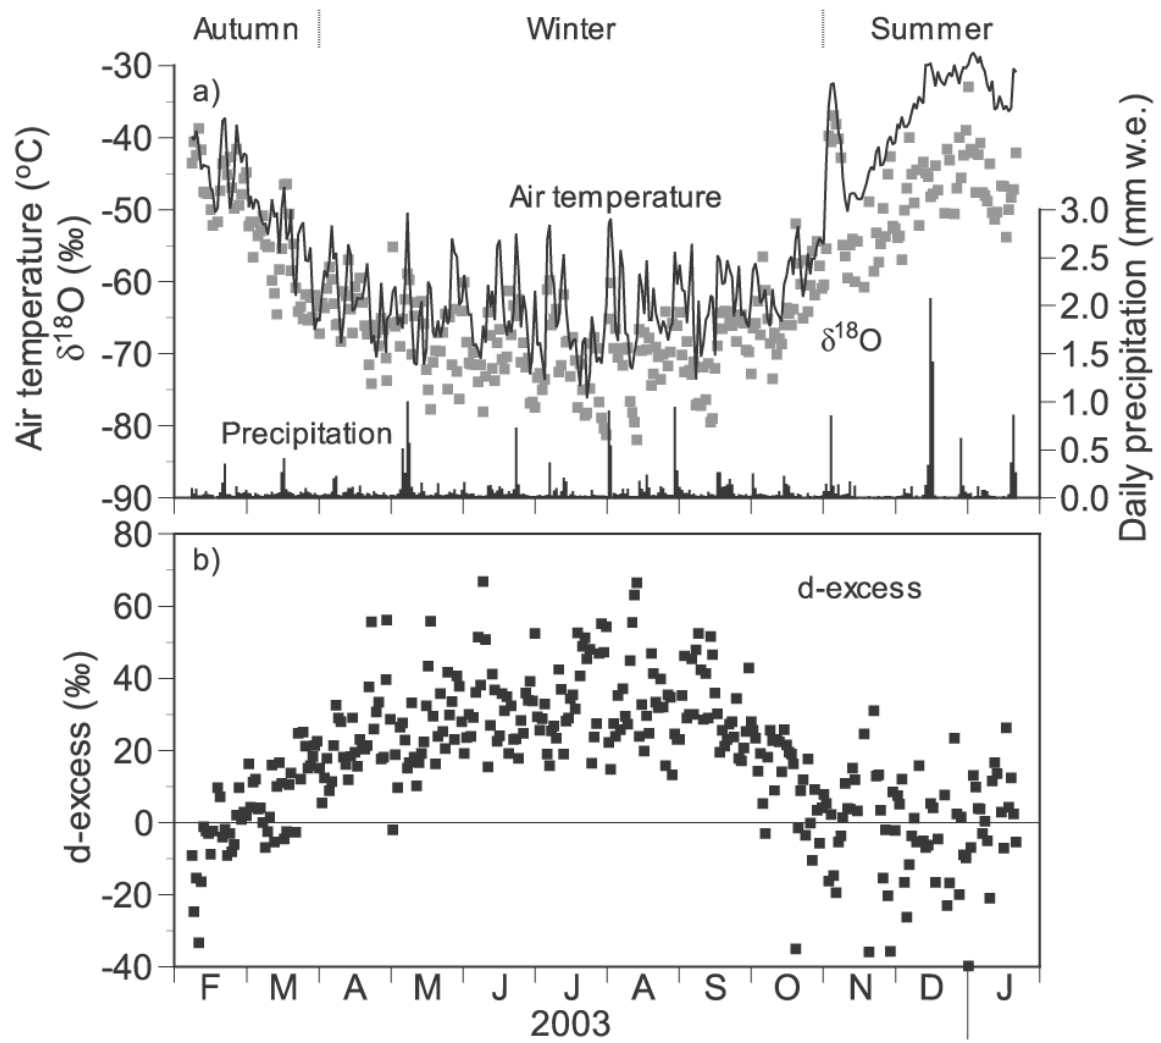 Autumn Winter Summer
a)
Air temperature (ºC)
δ18O (‰)
-30
-40
-50
-60
-70
-80
-90
Air temperature
δ18O
Precipitation
3.0
2.5
2.0
1.5
1.0
0.5
0.0
Daily precipitation (mm w.e.)
b)
d-excess
d-excess (‰)
80
60
40
20
0
-20
-40
F M A M J J A S O N D J
2003